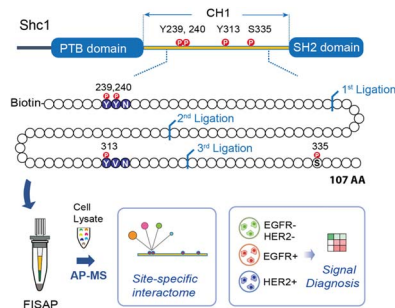 CH1
Shc1
Y239, 240
Y313
S335
P P
P
P
PTB domain
SH2 domain
239,240
P P
Biotin-
Y Y N
1st Ligation
2nd Ligation
313
3rd Ligation
335
P
P
Y V N
S
107 AA
Cell
Lysate
AP-MS
FISAP
Site-specific
interactome
EGFR-
HER2-
EGFR+
HER2+
Signal
Diagnosis